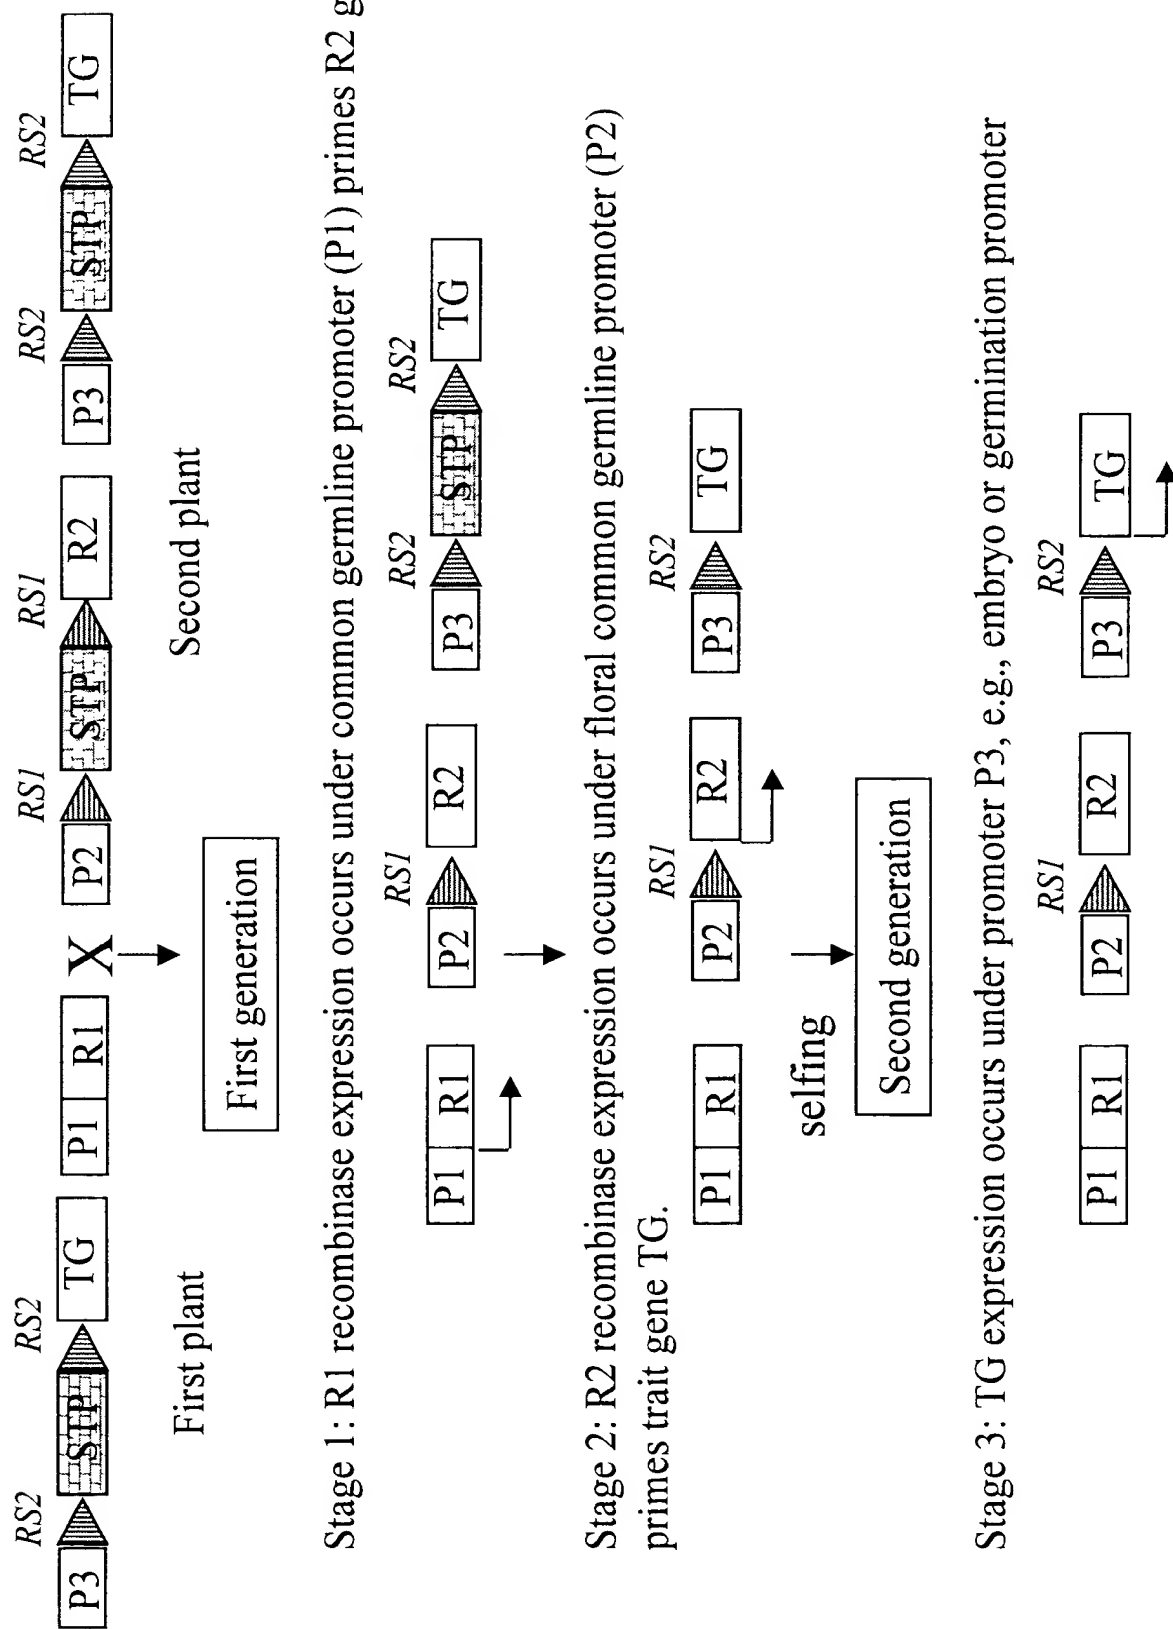 RS2 RS2 RS1 RS1 RS2 RS2
P3 STP TG P1 R1 X P2 STP R2 P3 STP TG
First plant Second plant
First generation
Stage 1: R1 recombinase expression occurs under common germline promoter (P1) primes R2 g
RS1 RS2 RS2
P1 R1 P2 R2 P3 STP TG
Stage 2: R2 recombinase expression occurs under floral common germline promoter (P2)
primes trait gene TG.
RS1 RS2
P1 R1 P2 R2 P3 TG
selfing
Second generation
Stage 3: TG expression occurs under promoter P3, e.g., embryo or germination promoter
RS1 RS2
P1 R1 P2 R2 P3 TG